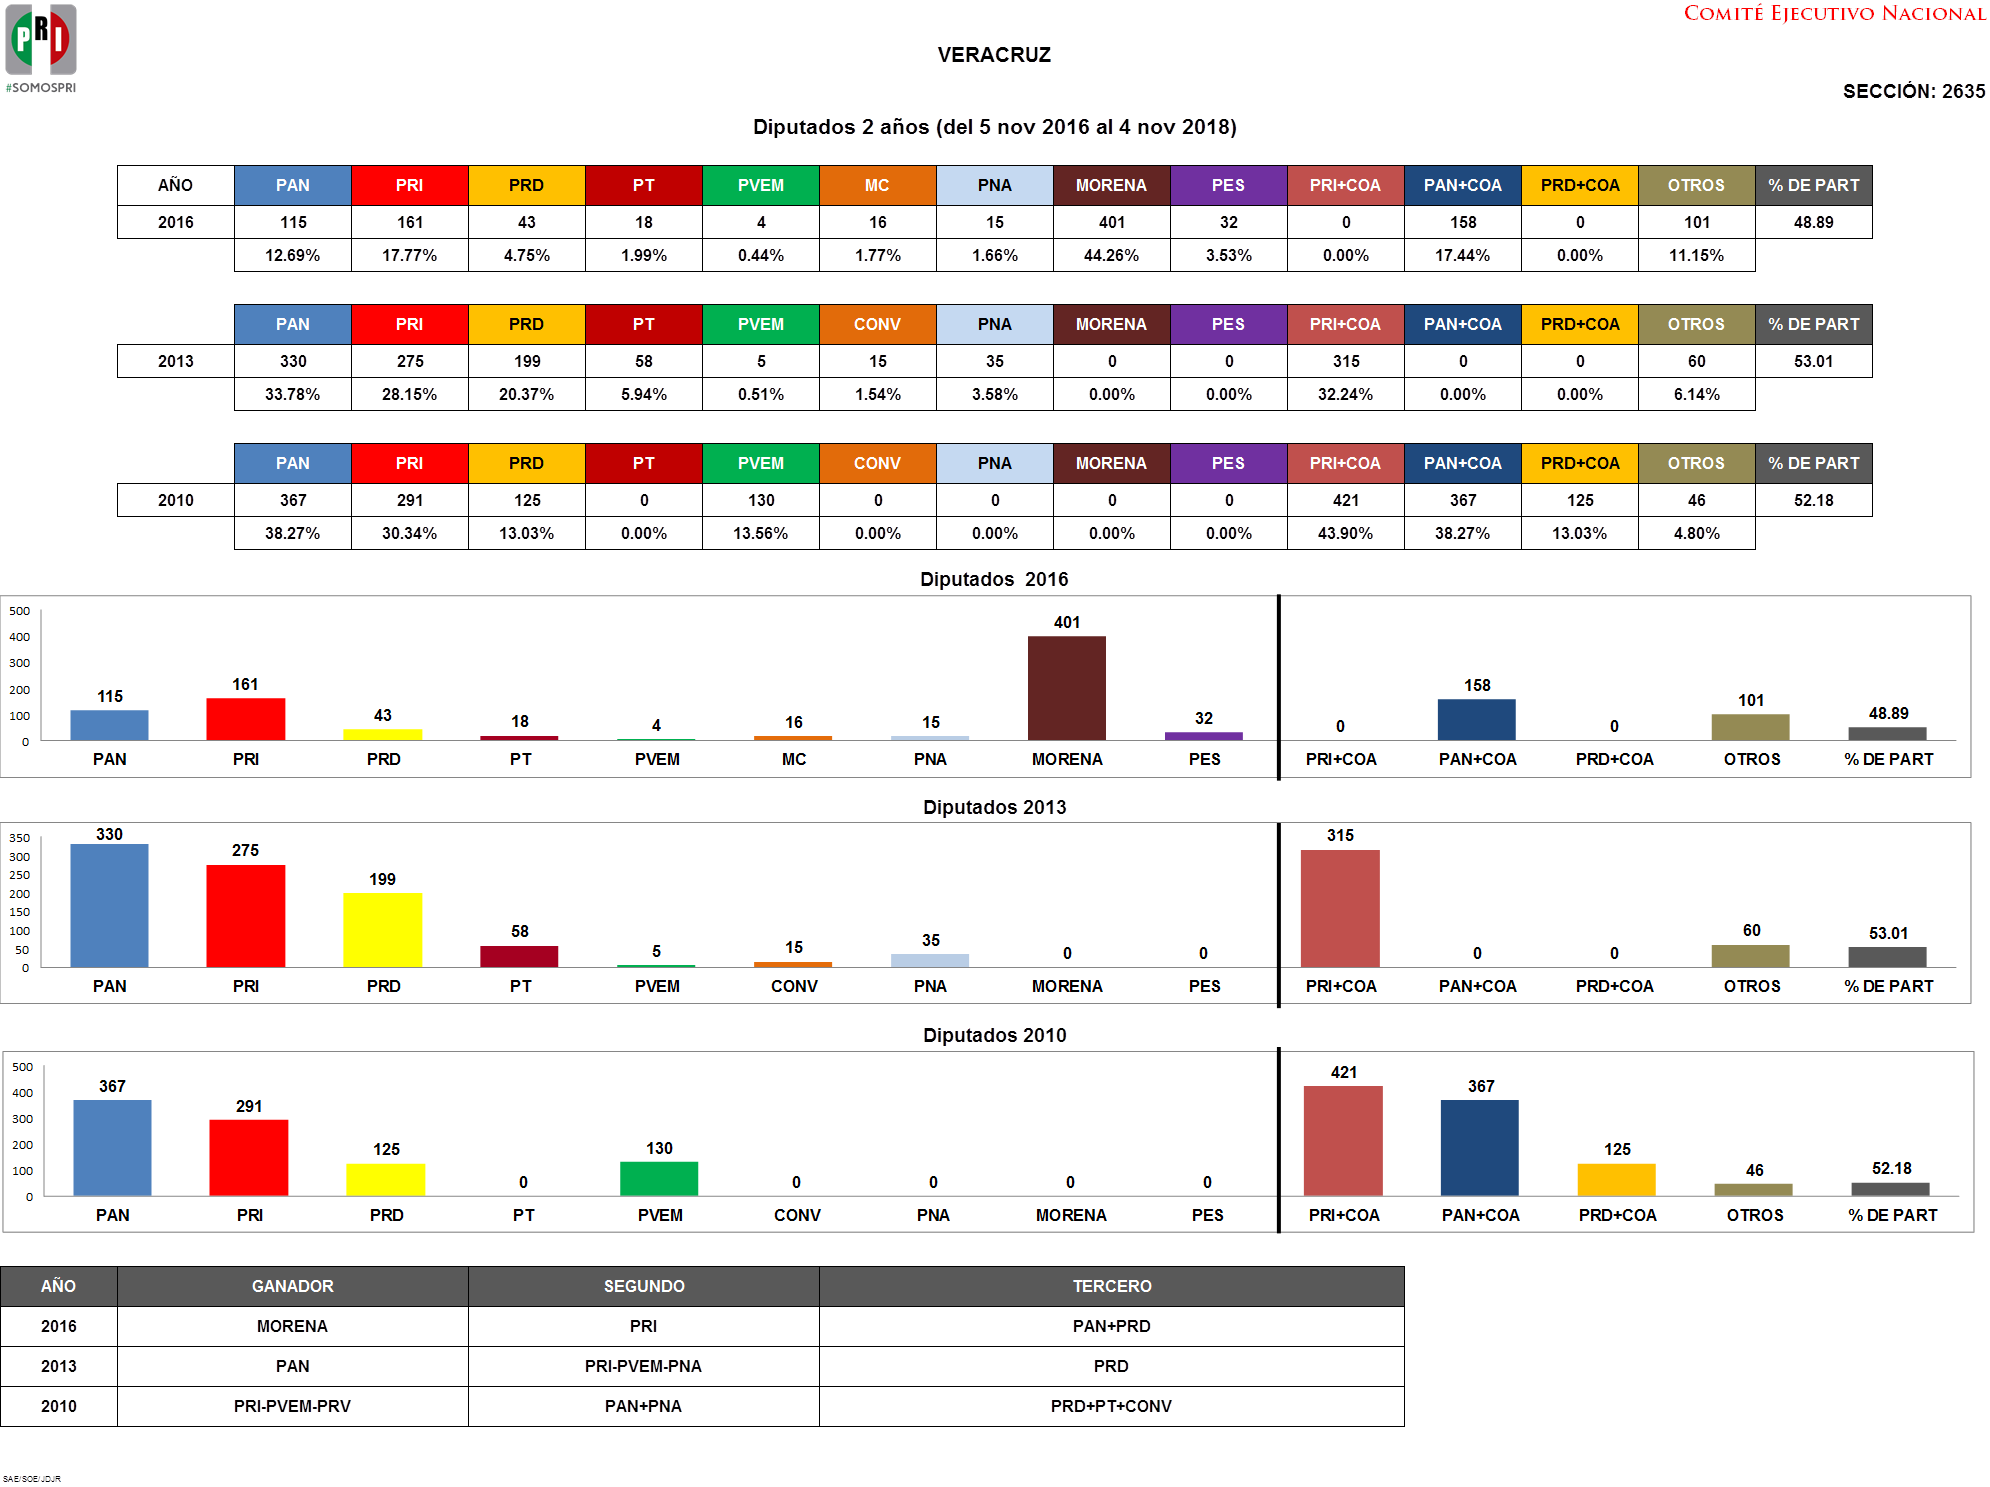 PRI
#SOMOSPRI
COMITÉ EJECUTIVO NACIONAL
VERACRUZ
SECCIÓN: 2635
Diputados 2 años (del 5 nov 2016 al 4 nov 2018)
AÑO PAN PRI PRD PT PVEM MC PNA MORENA PES PRI+COA PAN+COA PRD+COA OTROS % DE PART
2016 115 161 43 18 4 16 15 401 32 0 158 0 101 48.89
12.69% 17.77% 4.75% 1.99% 0.44% 1.77% 1.66% 44.26% 3.53% 0.00% 17.44% 0.00% 11.15%
PAN PRI PRD PT PVEM CONV PNA MORENA PES PRI+COA PAN+COA PRD+COA OTROS % DE PART
2013 330 275 199 58 5 15 35 0 0 315 0 0 60 53.01
33.78% 28.15% 20.37% 5.94% 0.51% 1.54% 3.58% 0.00% 0.00% 32.24% 0.00% 0.00% 6.14%
PAN PRI PRD PT PVEM CONV PNA MORENA PES PRI+COA PAN+COA PRD+COA OTROS % DE PART
2010 367 291 125 0 130 0 0 0 0 421 367 125 46 52.18
38.27% 30.34% 13.03% 0.00% 13.56% 0.00% 0.00% 0.00% 0.00% 43.90% 38.27% 13.03% 4.80%
Diputados 2016
500
400
300
200
100
0
115 161 43 18 4 16 15 401 32 0 158 0 101 48.89
PAN PRI PRD PT PVEM MC PNA MORENA PES PRI+COA PAN+COA PRD+COA OTROS % DE PART
Diputados 2013
350
300
250
200
150
100
50
0
330 275 199 58 5 15 35 0 0 315 0 0 60 53.01
PAN PRI PRD PT PVEM CONV PNA MORENA PES PRI+COA PAN+COA PRD+COA OTROS % DE PART
Diputados 2010
500
400
300
200
100
0
367 291 125 0 130 0 0 0 0 421 367 125 46 52.18
PAN PRI PRD PT PVEM CONV PNA MORENA PES PRI+COA PAN+COA PRD+COA OTROS % DE PART
AÑO GANADOR SEGUNDO TERCERO
2016 MORENA PRI PAN+PRD
2013 PAN PRI-PVEM-PNA PRD
2010 PRI-PVEM-PRV PAN+PNA PRD+PT+CONV
SAE/SOE/JDJR